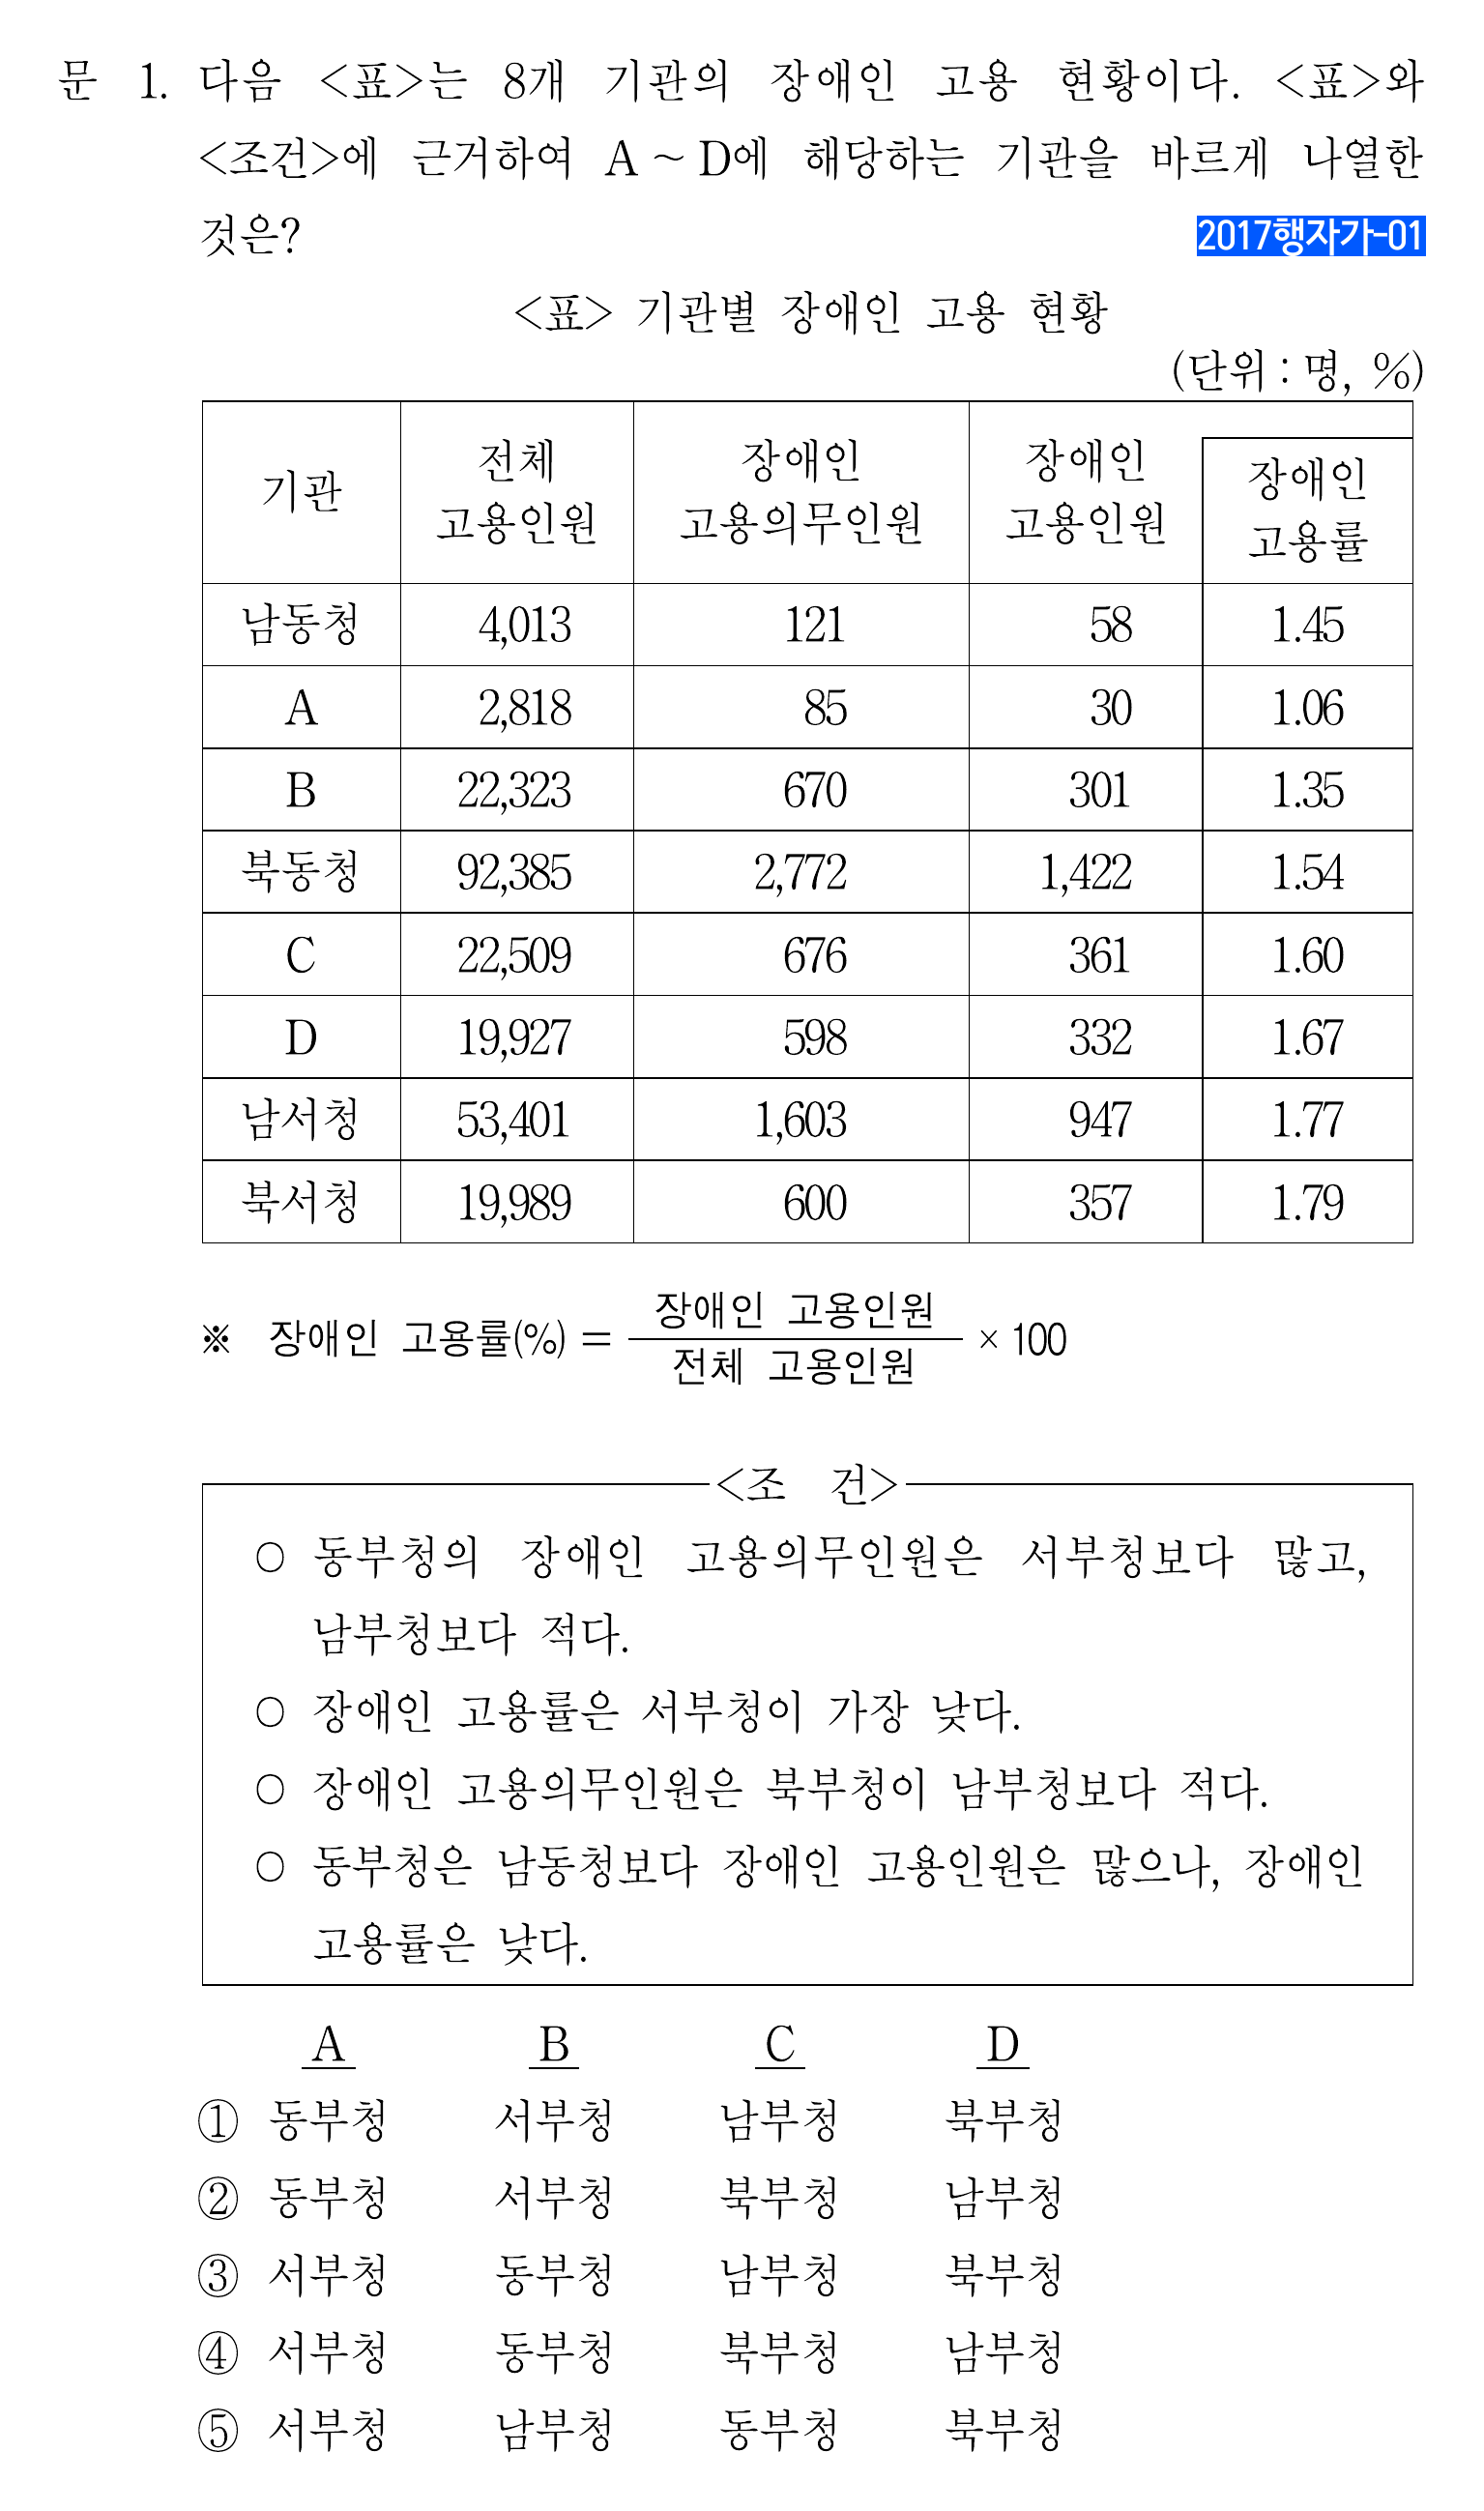 문 1. 다음 <표>는 8개 기관의 장애인 고용 현황이다. <표>와
<조건>에 근거하여 A ~ D에 해당하는 기관을 바르게 나열한
것은? 2017행자가-01
<표> 기관별 장애인 고용 현황
(단위 : 명, %)
기관 전체 고용인원 장애인 고용의무인원 장애인 고용인원 장애인 고용률
남동청 4,013 121 58 1.45
A 2,818 85 30 1.06
B 22,323 670 301 1.35
북동청 92,385 2,772 1,422 1.54
C 22,509 676 361 1.60
D 19,927 598 332 1.67
남서청 53,401 1,603 947 1.77
북서청 19,989 600 357 1.79
※ 장애인 고용률(%) = 장애인 고용인원 / 전체 고용인원 × 100
<조 건>
○ 동부청의 장애인 고용의무인원은 서부청보다 많고,
남부청보다 적다.
○ 장애인 고용률은 서부청이 가장 낮다.
○ 장애인 고용의무인원은 북부청이 남부청보다 적다.
○ 동부청은 남동청보다 장애인 고용인원은 많으나, 장애인
고용률은 낮다.
A B C D
① 동부청 서부청 남부청 북부청
② 동부청 서부청 북부청 남부청
③ 서부청 동부청 남부청 북부청
④ 서부청 동부청 북부청 남부청
⑤ 서부청 남부청 동부청 북부청